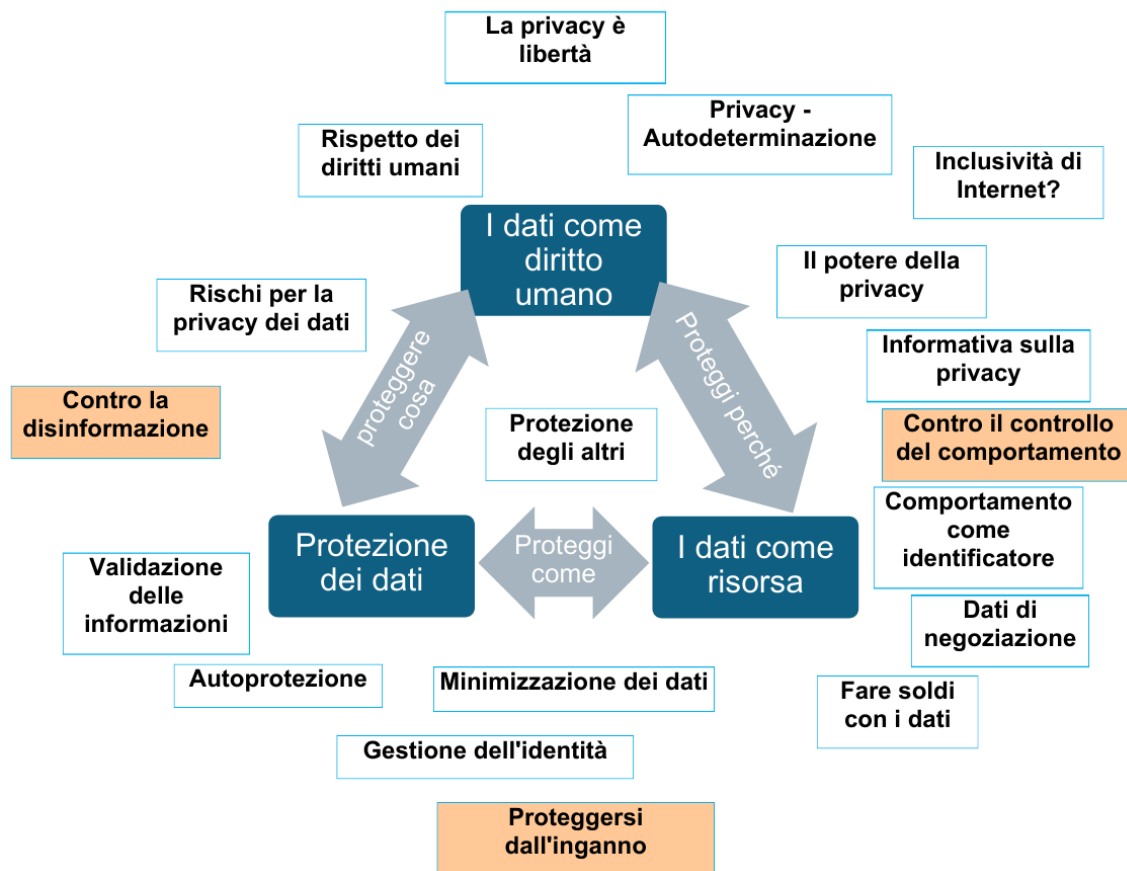 La privacy è
libertà
Privacy -
Autodeterminazione
Rispetto dei
diritti umani
Inclusività di
Internet?
I dati come
diritto
umano
Il potere della
privacy
Rischi per la
privacy dei dati
Informativa sulla
privacy
proteggere
cosa
Proteggi perché
Contro la
disinformazione
Protezione
degli altri
Contro il controllo
del comportamento
Comportamento
come
identificatore
Protezione
dei dati
Proteggi
come
I dati come
risorsa
Validazione
delle
informazioni
Dati di
negoziazione
Autoprotezione
Minimizzazione dei dati
Fare soldi
con i dati
Gestione dell'identità
Proteggersi
dall'inganno